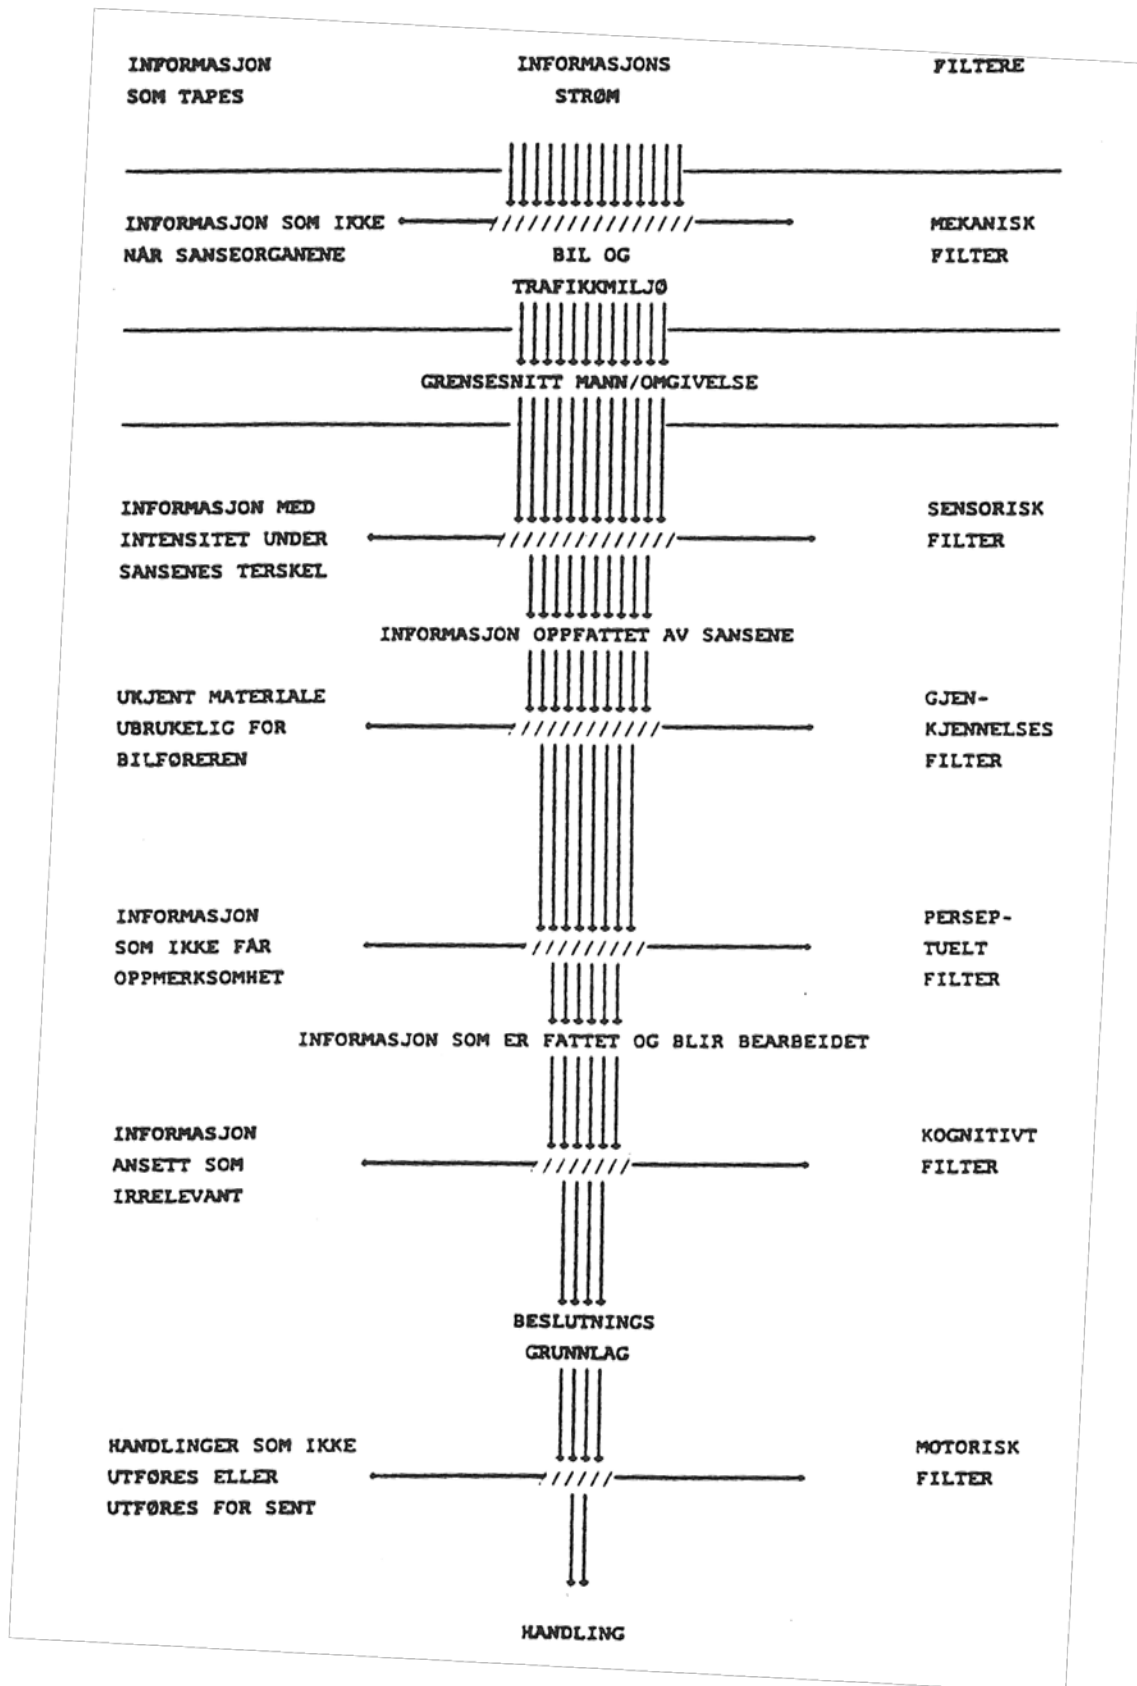 INFORMASJON INFORMASJONS FILTERE
SOM TAPES STRØM
INFORMASJON SOM IKKE MEKANISK
NÅR SANSEORGANENE BIL OG FILTER
TRAFIKKMILJØ
GRENSESNITT MANN/OMGIVELSE
INFORMASJON MED SENSORISK
INTENSITET UNDER FILTER
SANSENES TERSKEL
INFORMASJON OPPFATTET AV SANSENE
UKJENT MATERIALE GJEN-
UBRUKELIG FOR KJENNELSES
BILFØREREN FILTER
INFORMASJON PERSEP-
SOM IKKE FÅR TUELT
OPPMERKSOMHET FILTER
INFORMASJON SOM ER FATTET OG BLIR BEARBEIDET
INFORMASJON KOGNITIVT
ANSETT SOM FILTER
IRRELEVANT
BESLUTNINGS
GRUNNLAG
HANDLINGER SOM IKKE MOTORISK
UTFØRES ELLER FILTER
UTFØRES FOR SENT
HANDLING